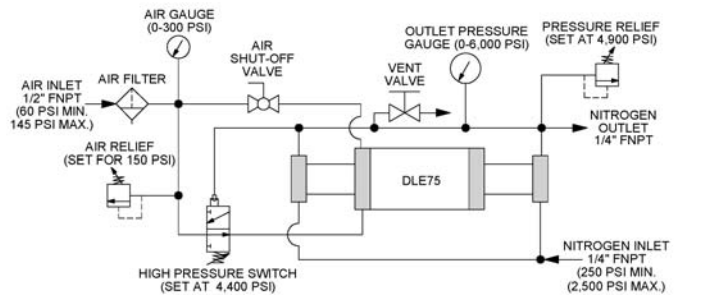 AIR GAUGE
(0-300 PSI)
AIR
SHUT-OFF
VALVE
OUTLET PRESSURE
GAUGE (0-6,000 PSI)
PRESSURE RELIEF
(SET AT 4,900 PSI)
VENT
VALVE
AIR INLET
1/2" FNPT
(60 PSI MIN.
145 PSI MAX.)
AIR FILTER
NITROGEN
OUTLET
1/4" FNPT
AIR RELIEF
(SET FOR 150 PSI)
DLE75
HIGH PRESSURE SWITCH
(SET AT 4,400 PSI)
NITROGEN INLET
1/4" FNPT
(250 PSI MIN.
(2,500 PSI MAX.)